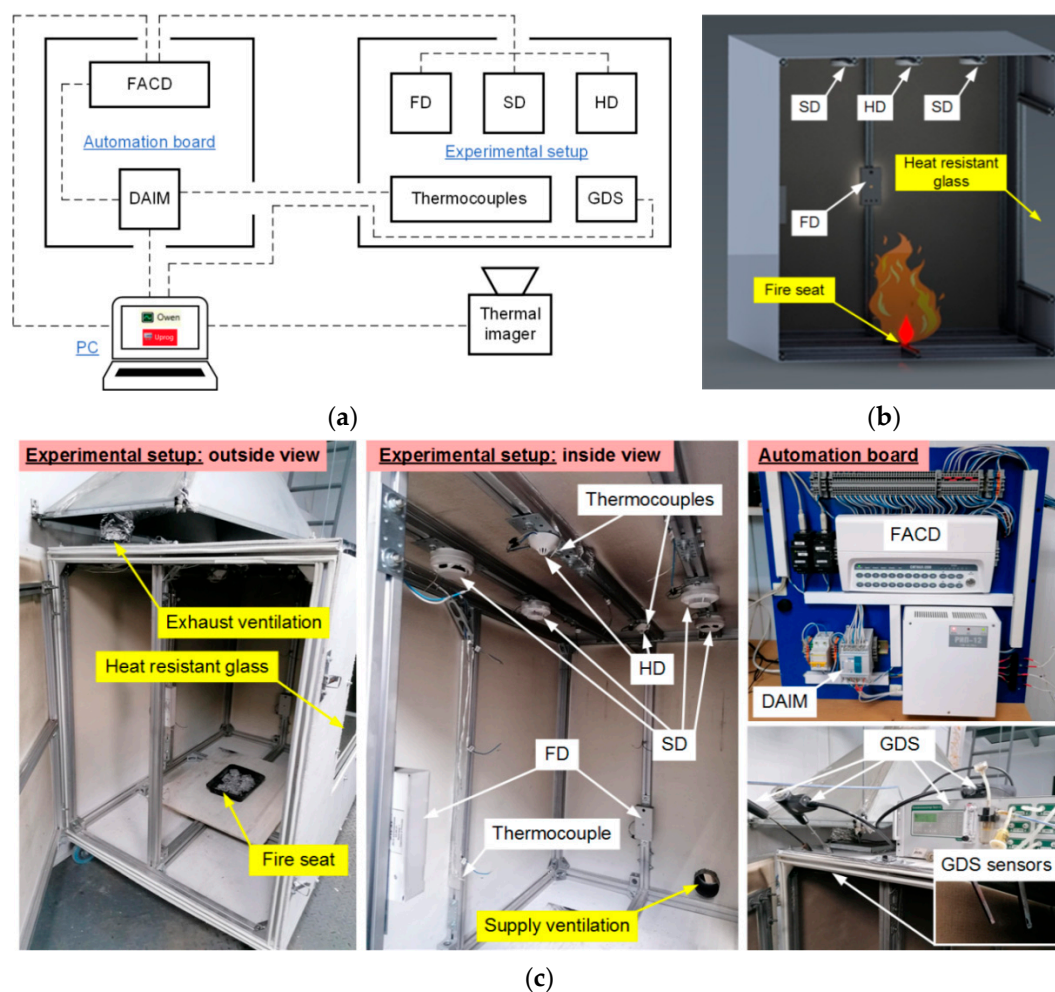 FACD
Automation board
DAIM
FD
SD
HD
Experimental setup
Thermocouples
GDS
Owen
Uprog
PC
Thermal
imager
(a)
SD
HD
SD
Heat resistant
glass
FD
Fire seat
(b)
Experimental setup: outside view
Exhaust ventilation
Heat resistant glass
Fire seat
Experimental setup: inside view
Thermocouples
HD
SD
FD
Thermocouple
Supply ventilation
Automation board
FACD
DAIM
GDS
GDS sensors
(c)